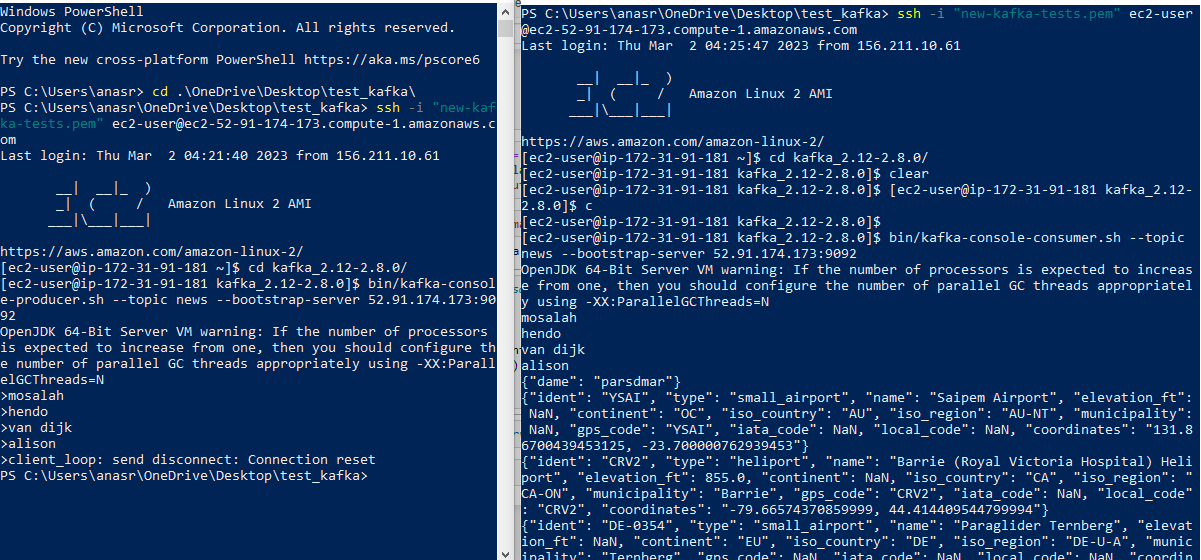 Windows PowerShell
Copyright (C) Microsoft Corporation. All rights reserved.
Try the new cross-platform PowerShell https://aka.ms/pscore6
PS C:\Users\anasr> cd .\OneDrive\Desktop\test_kafka\
PS C:\Users\anasr\OneDrive\Desktop\test_kafka> ssh -i "new-kaf
ka-tests.pem" ec2-user@ec2-52-91-174-173.compute-1.amazonaws.c
om
Last login: Thu Mar  2 04:21:40 2023 from 156.211.10.61
       __|  __|_  )
       _|  (     /   Amazon Linux 2 AMI
      ___|\___|___|
https://aws.amazon.com/amazon-linux-2/
[ec2-user@ip-172-31-91-181 ~]$ cd kafka_2.12-2.8.0/
[ec2-user@ip-172-31-91-181 kafka_2.12-2.8.0]$ bin/kafka-consol
e-producer.sh --topic news --bootstrap-server 52.91.174.173:90
92
OpenJDK 64-Bit Server VM warning: If the number of processors
is expected to increase from one, then you should configure th
e number of parallel GC threads appropriately using -XX:Parall
elGCThreads=N
>mosalah
>hendo
>van dijk
>alison
>client_loop: send disconnect: Connection reset
PS C:\Users\anasr\OneDrive\Desktop\test_kafka>
PS C:\Users\anasr\OneDrive\Desktop\test_kafka> ssh -i "new-kafka-tests.pem" ec2-user
@ec2-52-91-174-173.compute-1.amazonaws.com
Last login: Thu Mar  2 04:25:47 2023 from 156.211.10.61
       __|  __|_  )
       _|  (     /   Amazon Linux 2 AMI
      ___|\___|___|
https://aws.amazon.com/amazon-linux-2/
[ec2-user@ip-172-31-91-181 ~]$ cd kafka_2.12-2.8.0/
[ec2-user@ip-172-31-91-181 kafka_2.12-2.8.0]$ clear
[ec2-user@ip-172-31-91-181 kafka_2.12-2.8.0]$ [ec2-user@ip-172-31-91-181 kafka_2.12-
2.8.0]$ c
[ec2-user@ip-172-31-91-181 kafka_2.12-2.8.0]$
[ec2-user@ip-172-31-91-181 kafka_2.12-2.8.0]$ bin/kafka-console-consumer.sh --topic
news --bootstrap-server 52.91.174.173:9092
OpenJDK 64-Bit Server VM warning: If the number of processors is expected to increas
e from one, then you should configure the number of parallel GC threads appropriatel
y using -XX:ParallelGCThreads=N
mosalah
hendo
van dijk
alison
{"dame": "parsdmar"}
{"ident": "YSAI", "type": "small_airport", "name": "Saipem Airport", "elevation_ft":
 NaN, "continent": "OC", "iso_country": "AU", "iso_region": "AU-NT", "municipality":
 NaN, "gps_code": "YSAI", "iata_code": NaN, "local_code": NaN, "coordinates": "131.8
6700439453125, -23.700000762939453"}
{"ident": "CRV2", "type": "heliport", "name": "Barrie (Royal Victoria Hospital) Heli
port", "elevation_ft": 855.0, "continent": NaN, "iso_country": "CA", "iso_region": "
CA-ON", "municipality": "Barrie", "gps_code": "CRV2", "iata_code": NaN, "local_code"
: "CRV2", "coordinates": "-79.66574370859999, 44.414409544799994"}
{"ident": "DE-0354", "type": "small_airport", "name": "Paraglider Ternberg", "elevat
ion_ft": NaN, "continent": "EU", "iso_country": "DE", "iso_region": "DE-U-A", "munic
ipality": "Ternberg", "gps_code": NaN, "iata_code": NaN, "local_code": NaN, "coordin